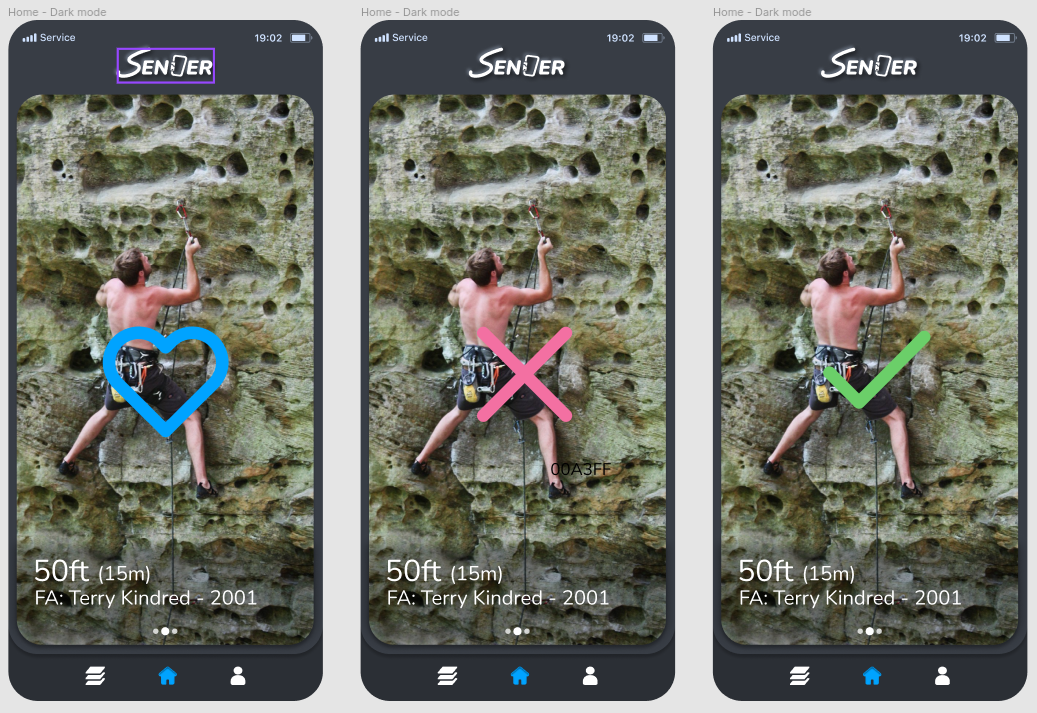 Home - Dark mode
Home - Dark mode
Home - Dark mode
Service 19:02
Service 19:02
Service 19:02
SENDER
SENDER
SENDER
00A3FF
50ft (15m)
FA: Terry Kindred - 2001
50ft (15m)
FA: Terry Kindred - 2001
50ft (15m)
FA: Terry Kindred - 2001